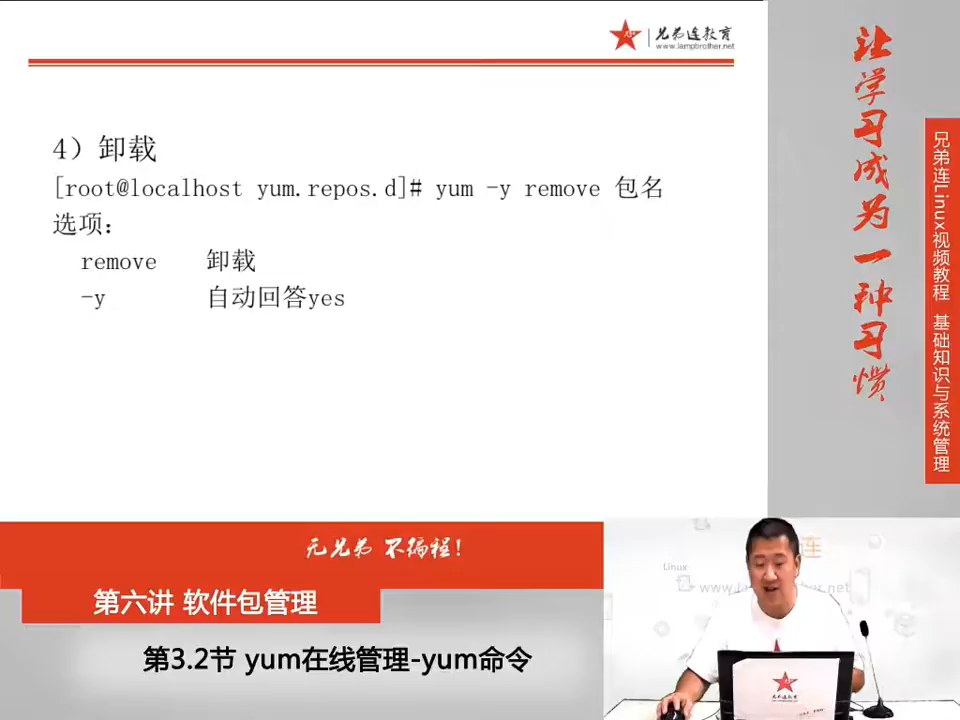 兄弟连教育
www.lampbrother.net
4）卸载
[root@localhost yum.repos.d]# yum -y remove 包名
选项：
remove 卸载
-y 自动回答yes
让学习成为一种习惯
兄弟连Linux视频教程 基础知识与系统管理
无兄弟 不编程！
第六讲 软件包管理
第3.2节 yum在线管理-yum命令
连
Linux